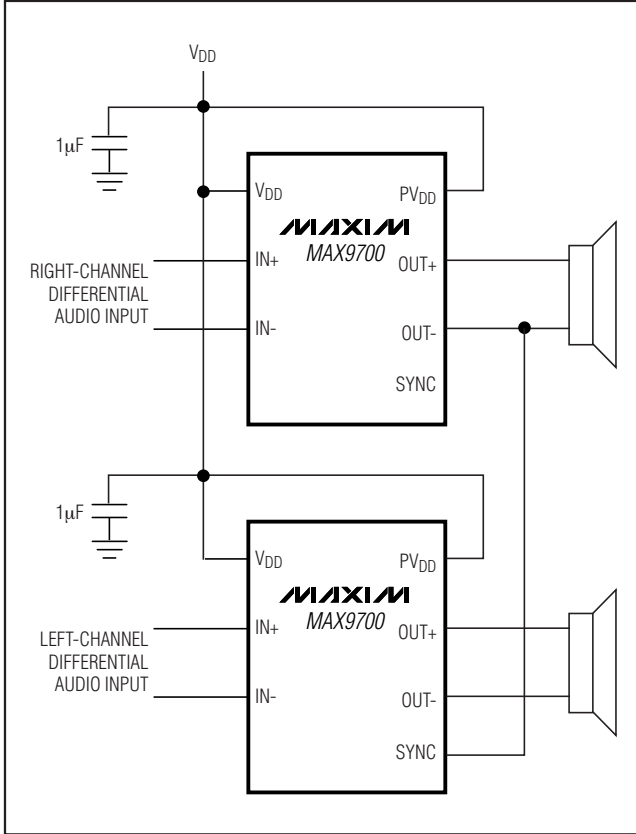 VDD
1µF
VDD
PVDD
MAXIM
MAX9700
RIGHT-CHANNEL
DIFFERENTIAL
AUDIO INPUT
IN+
IN-
OUT+
OUT-
SYNC
1µF
VDD
PVDD
MAXIM
MAX9700
LEFT-CHANNEL
DIFFERENTIAL
AUDIO INPUT
IN+
IN-
OUT+
OUT-
SYNC